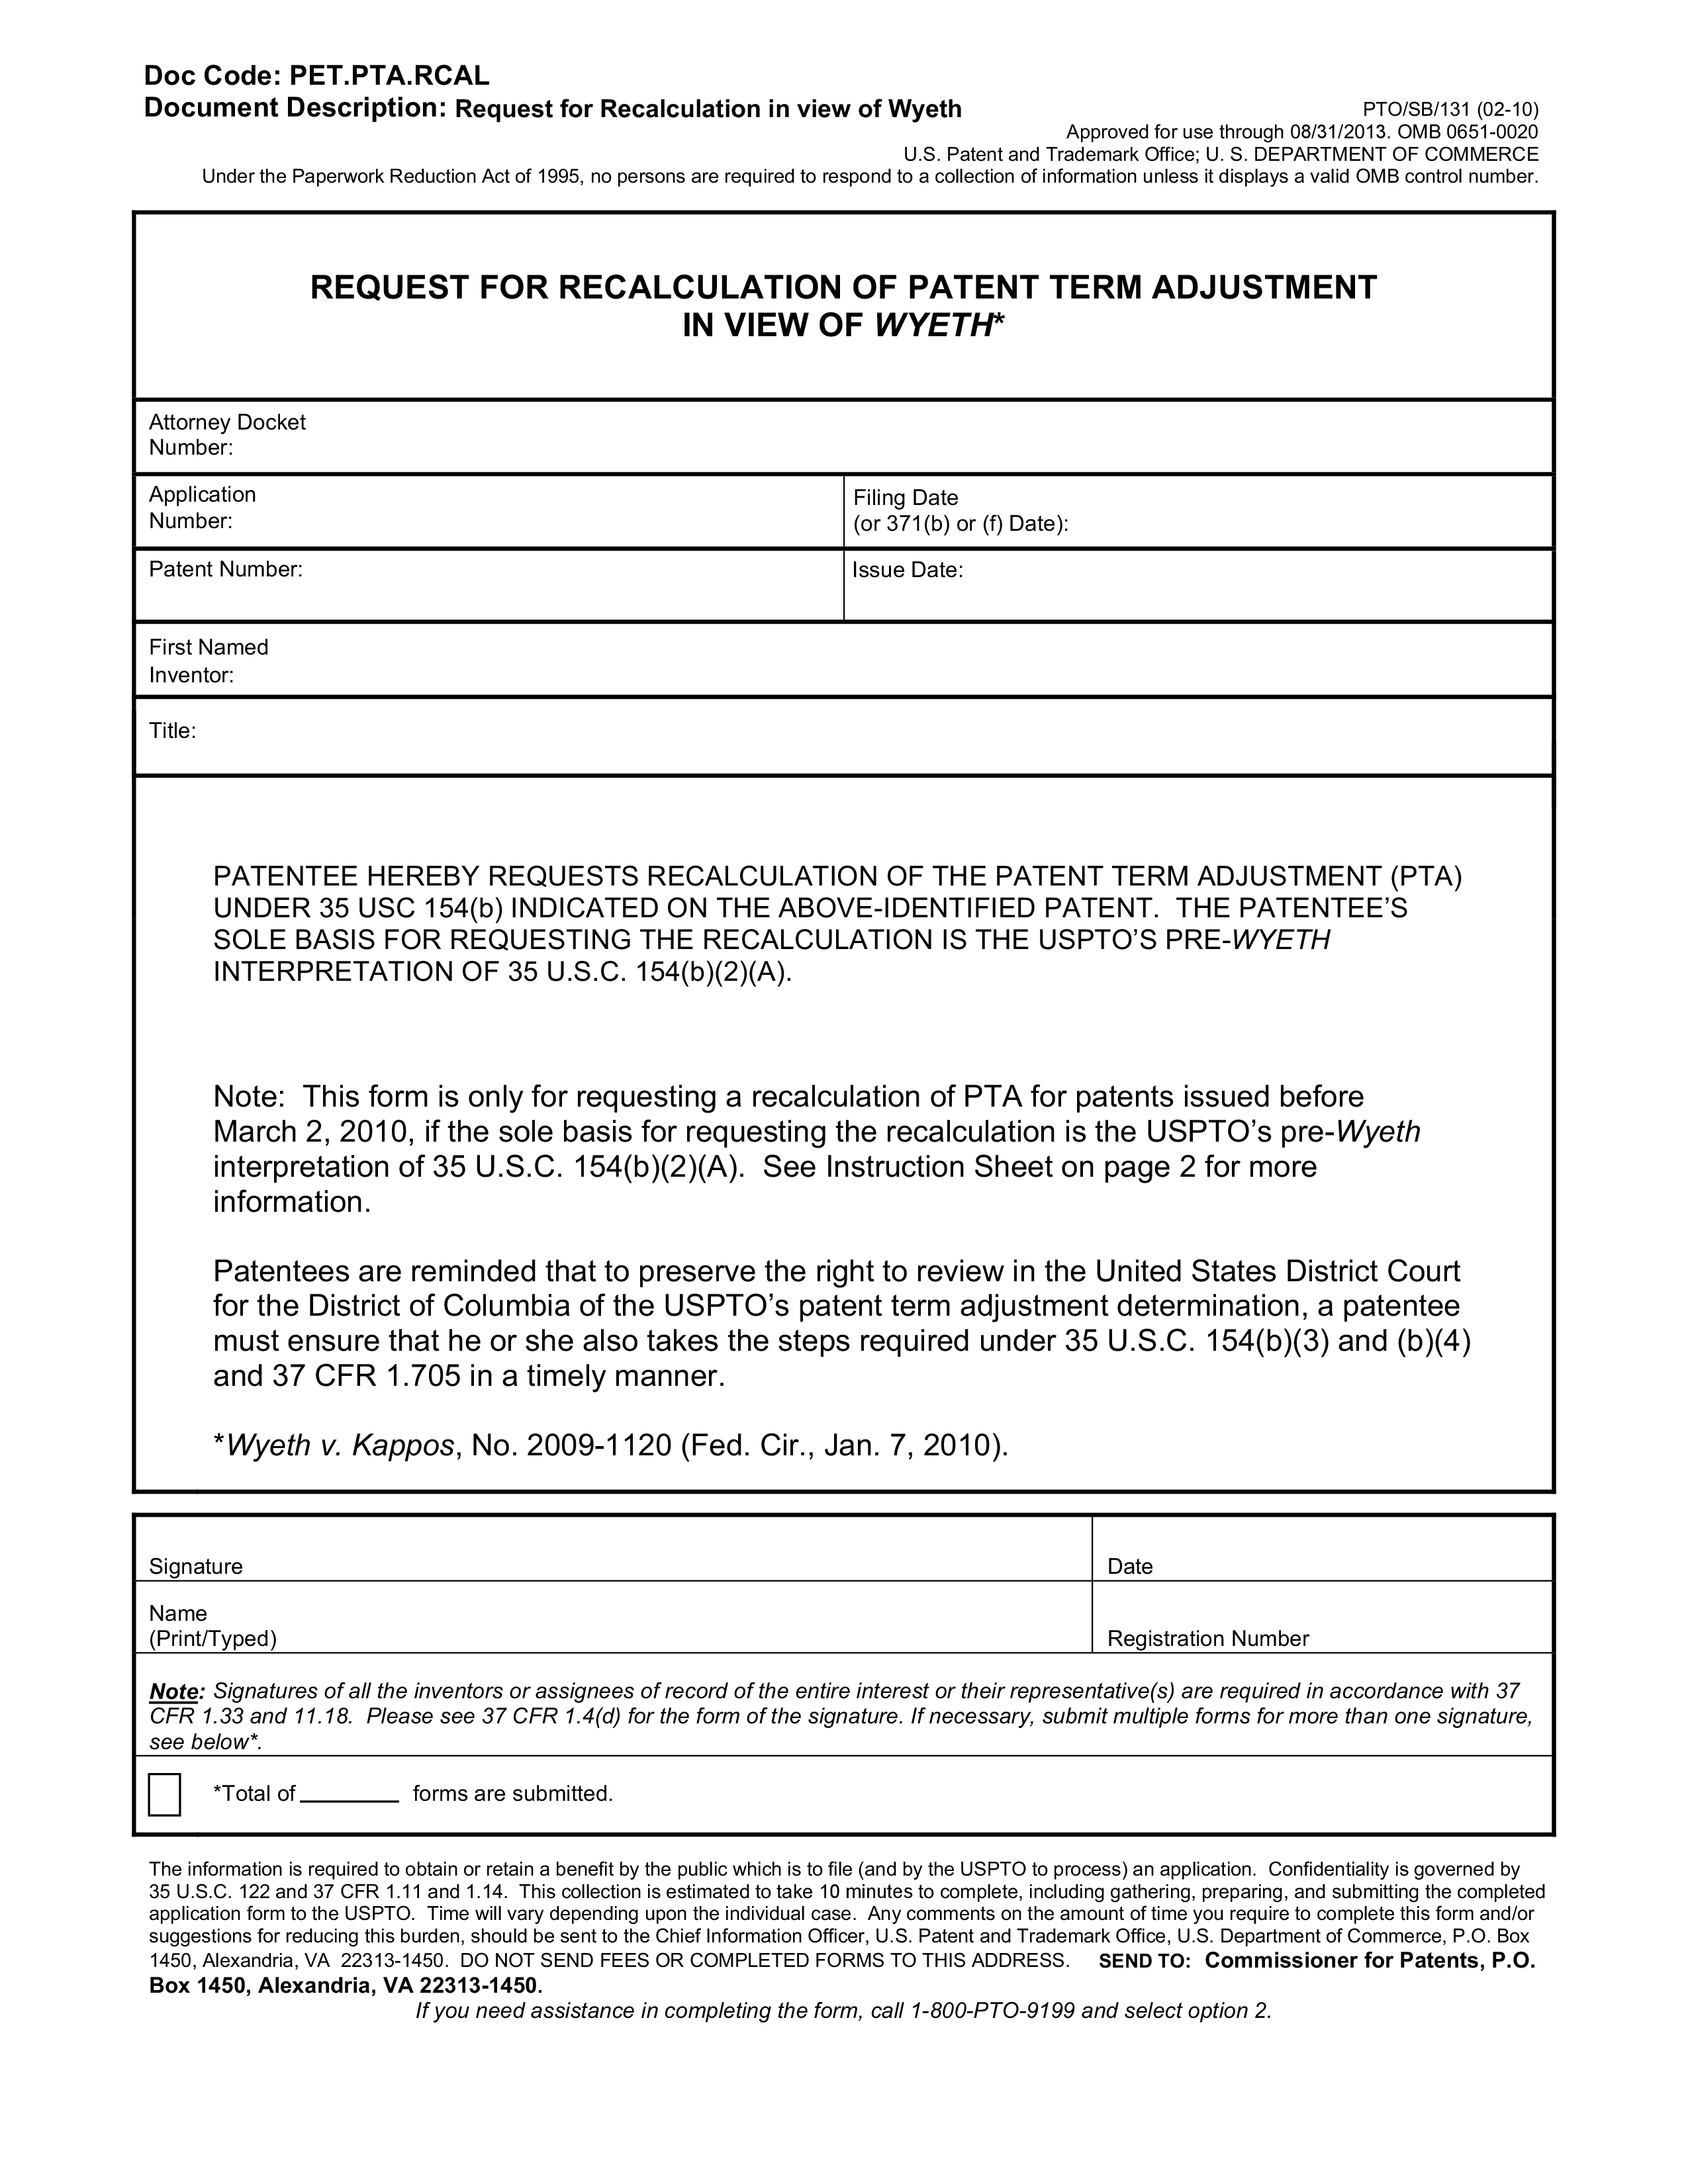 Doc Code: PET.PTA.RCAL
Document Description: Request for Recalculation in view of Wyeth
PTO/SB/131 (02-10)
Approved for use through 08/31/2013. OMB 0651-0020
U.S. Patent and Trademark Office; U. S. DEPARTMENT OF COMMERCE
Under the Paperwork Reduction Act of 1995, no persons are required to respond to a collection of information unless it displays a valid OMB control number.
REQUEST FOR RECALCULATION OF PATENT TERM ADJUSTMENT
IN VIEW OF WYETH*
Attorney Docket
Number:
Application
Number:
Filing Date
(or 371(b) or (f) Date):
Patent Number:
Issue Date:
First Named
Inventor:
Title:
PATENTEE HEREBY REQUESTS RECALCULATION OF THE PATENT TERM ADJUSTMENT (PTA)
UNDER 35 USC 154(b) INDICATED ON THE ABOVE-IDENTIFIED PATENT.  THE PATENTEE'S
SOLE BASIS FOR REQUESTING THE RECALCULATION IS THE USPTO'S PRE-WYETH
INTERPRETATION OF 35 U.S.C. 154(b)(2)(A).
Note:  This form is only for requesting a recalculation of PTA for patents issued before
March 2, 2010, if the sole basis for requesting the recalculation is the USPTO's pre-Wyeth
interpretation of 35 U.S.C. 154(b)(2)(A).  See Instruction Sheet on page 2 for more
information.
Patentees are reminded that to preserve the right to review in the United States District Court
for the District of Columbia of the USPTO's patent term adjustment determination, a patentee
must ensure that he or she also takes the steps required under 35 U.S.C. 154(b)(3) and (b)(4)
and 37 CFR 1.705 in a timely manner.
*Wyeth v. Kappos, No. 2009-1120 (Fed. Cir., Jan. 7, 2010).
Signature
Date
Name
(Print/Typed)
Registration Number
Note: Signatures of all the inventors or assignees of record of the entire interest or their representative(s) are required in accordance with 37
CFR 1.33 and 11.18.  Please see 37 CFR 1.4(d) for the form of the signature. If necessary, submit multiple forms for more than one signature,
see below*.
*Total of ________ forms are submitted.
The information is required to obtain or retain a benefit by the public which is to file (and by the USPTO to process) an application.  Confidentiality is governed by
35 U.S.C. 122 and 37 CFR 1.11 and 1.14.  This collection is estimated to take 10 minutes to complete, including gathering, preparing, and submitting the completed
application form to the USPTO.  Time will vary depending upon the individual case.  Any comments on the amount of time you require to complete this form and/or
suggestions for reducing this burden, should be sent to the Chief Information Officer, U.S. Patent and Trademark Office, U.S. Department of Commerce, P.O. Box
1450, Alexandria, VA  22313-1450.  DO NOT SEND FEES OR COMPLETED FORMS TO THIS ADDRESS.  SEND TO:  Commissioner for Patents, P.O.
Box 1450, Alexandria, VA 22313-1450.
If you need assistance in completing the form, call 1-800-PTO-9199 and select option 2.